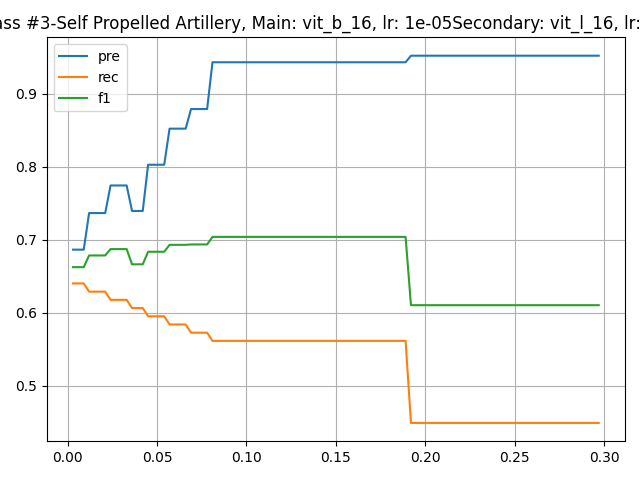 ass #3-Self Propelled Artillery, Main: vit_b_16, lr: 1e-05Secondary: vit_l_16, lr:
pre
rec
f1
0.9
0.8
0.7
0.6
0.5
0.00 0.05 0.10 0.15 0.20 0.25 0.30